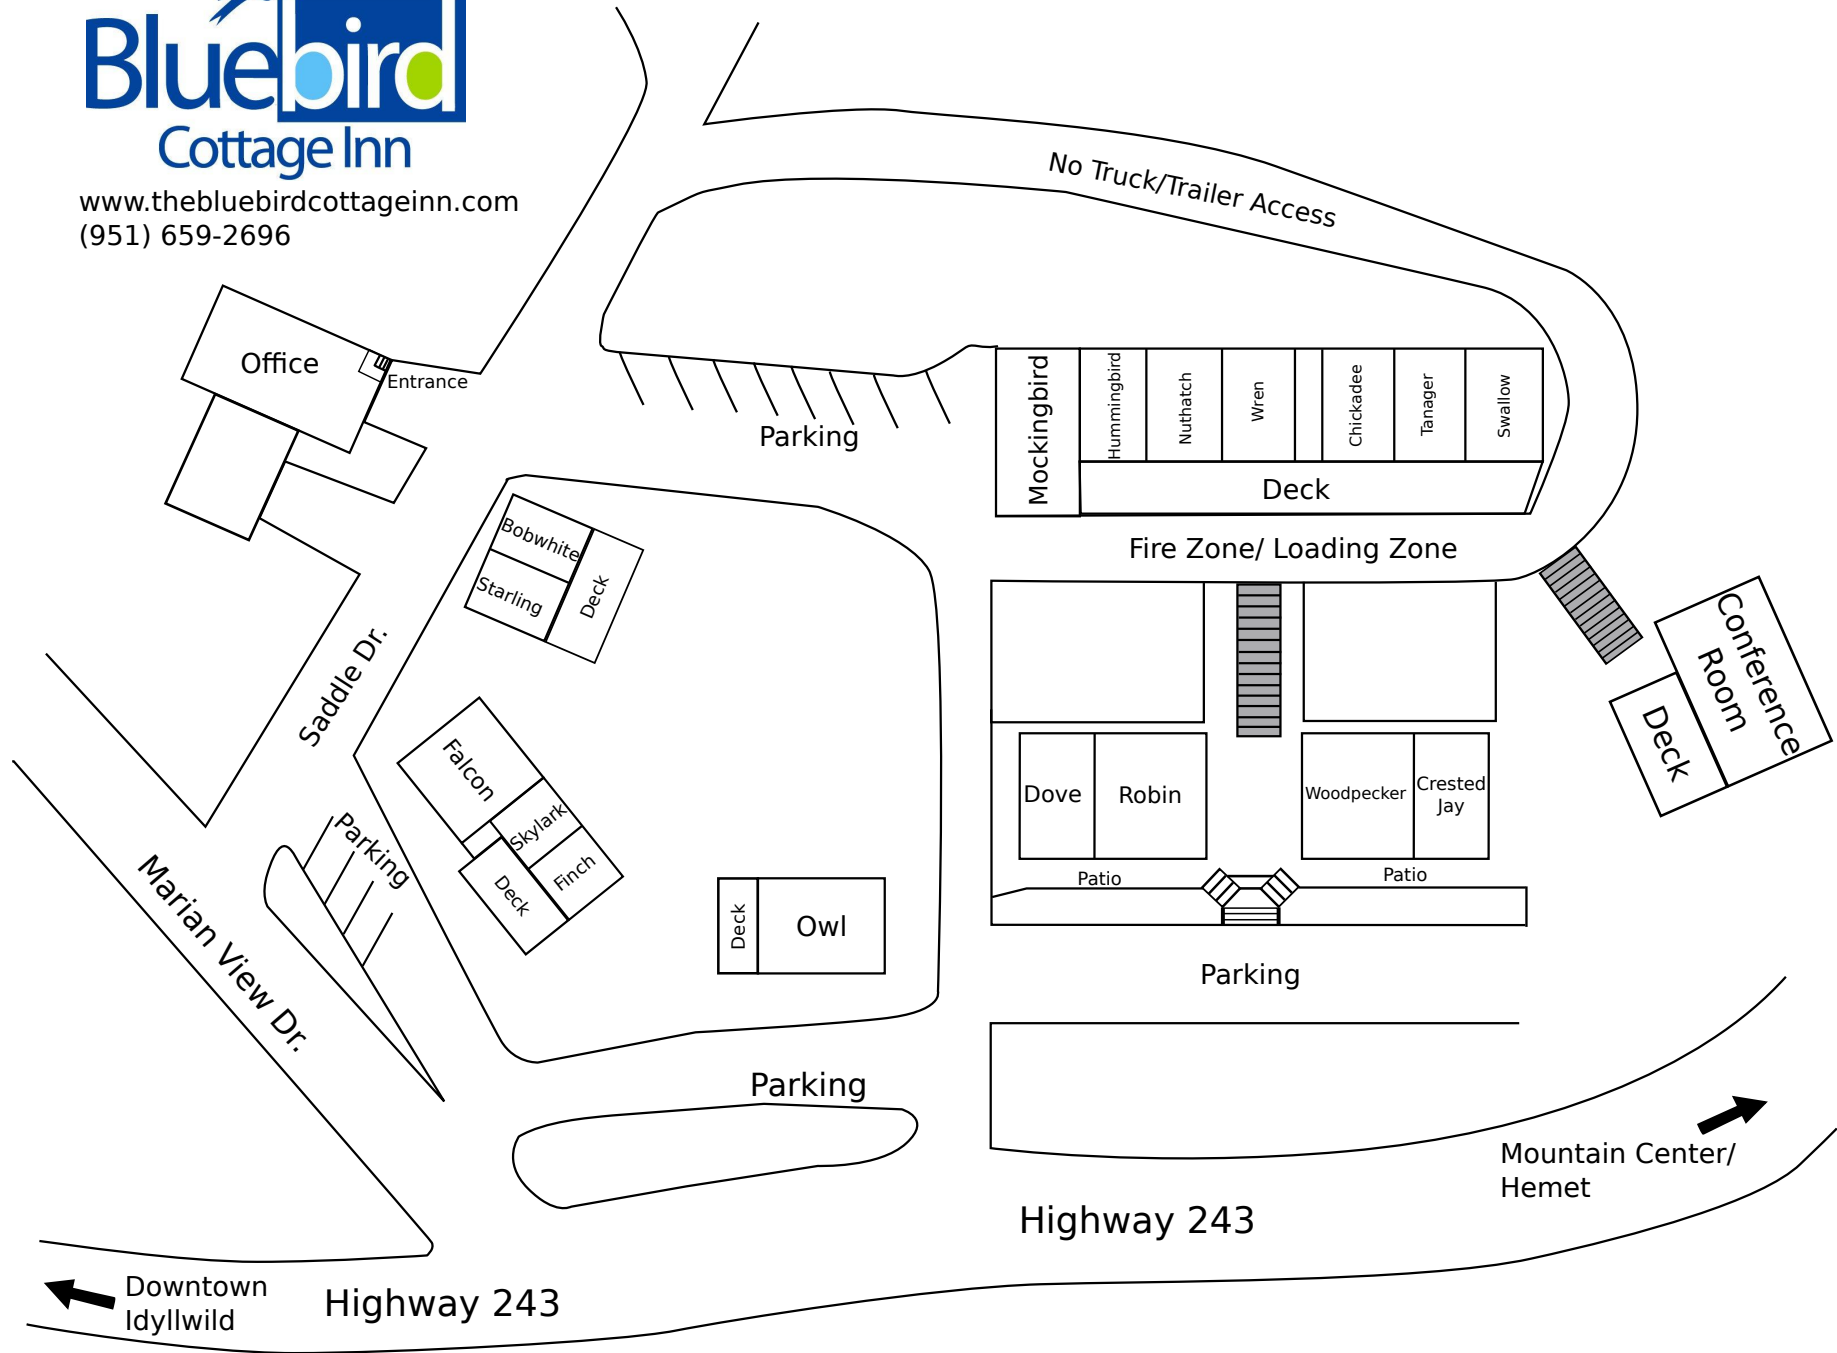 Bluebird
Cottage Inn
www.thebluebirdcottageinn.com
(951) 659-2696
No Truck/Trailer Access
Office
Entrance
Parking
Mockingbird
Hummingbird
Nuthatch
Wren
Chickadee
Tanager
Swallow
Deck
Fire Zone/ Loading Zone
Bobwhite
Starling
Deck
Conference
Room
Deck
Saddle Dr.
Falcon
Skylark
Finch
Deck
Parking
Dove
Robin
Woodpecker
Crested
Jay
Patio
Patio
Deck
Owl
Marian View Dr.
Parking
Parking
Mountain Center/
Hemet
Highway 243
Downtown
Idyllwild
Highway 243